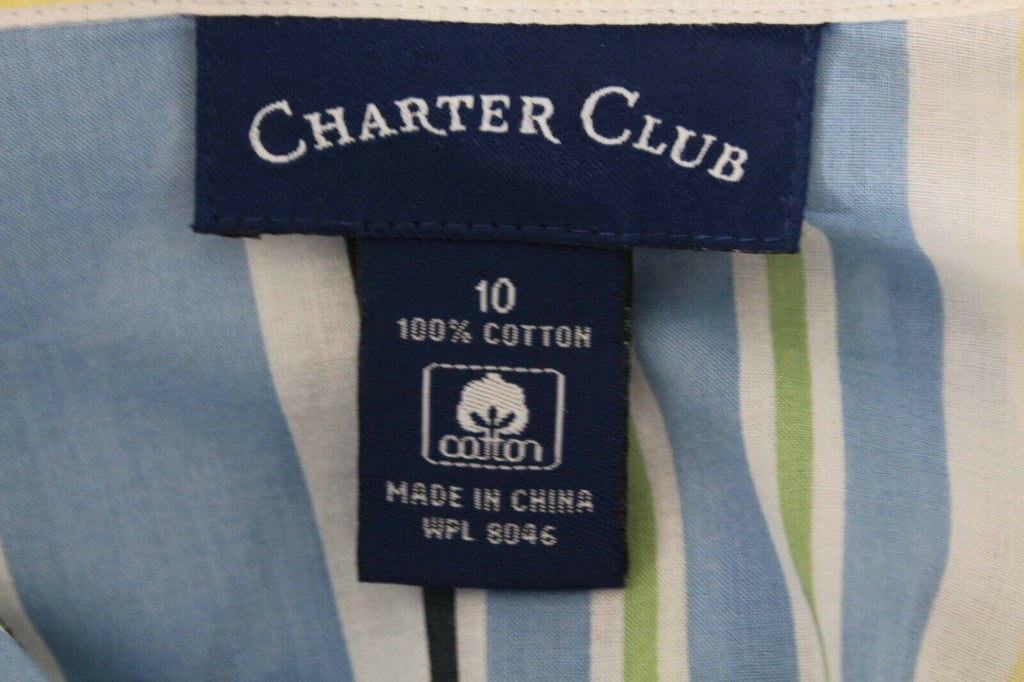 CHARTER CLUB
10
100% COTTON
cotton
MADE IN CHINA
WPL 8046